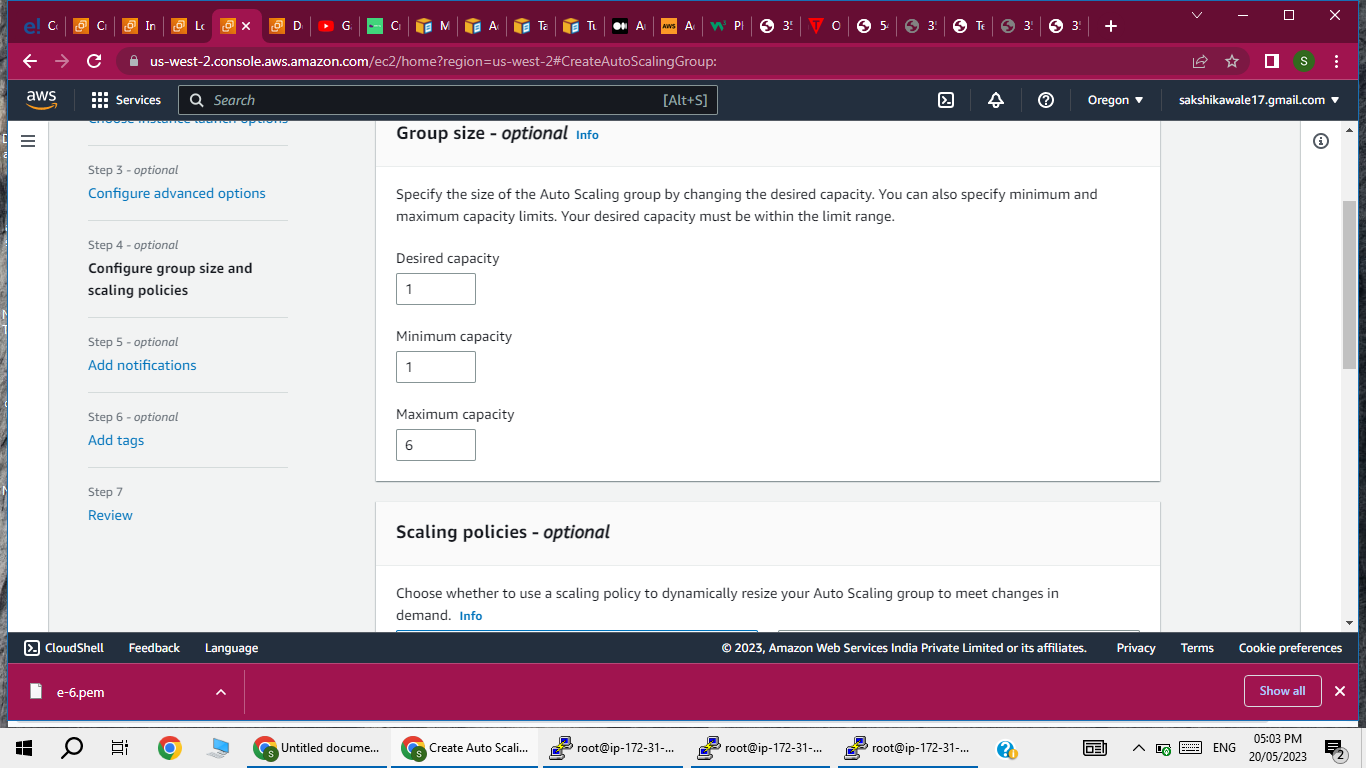 us-west-2.console.aws.amazon.com/ec2/home?region=us-west-2#CreateAutoScalingGroup:
S
aws
Services
Search
[Alt+S]
Oregon
sakshikawale17.gmail.com
Choose instance launch options
Step 3 - optional
Configure advanced options
Step 4 - optional
Configure group size and
scaling policies
Step 5 - optional
Add notifications
Step 6 - optional
Add tags
Step 7
Review
Group size - optional Info
Specify the size of the Auto Scaling group by changing the desired capacity. You can also specify minimum and
maximum capacity limits. Your desired capacity must be within the limit range.
Desired capacity
1
Minimum capacity
1
Maximum capacity
6
Scaling policies - optional
Choose whether to use a scaling policy to dynamically resize your Auto Scaling group to meet changes in
demand. Info
CloudShell
Feedback
Language
© 2023, Amazon Web Services India Private Limited or its affiliates.
Privacy
Terms
Cookie preferences
e-6.pem
Show all
Untitled docume...
Create Auto Scali...
root@ip-172-31-...
root@ip-172-31-...
root@ip-172-31-...
ENG
05:03 PM
20/05/2023
2